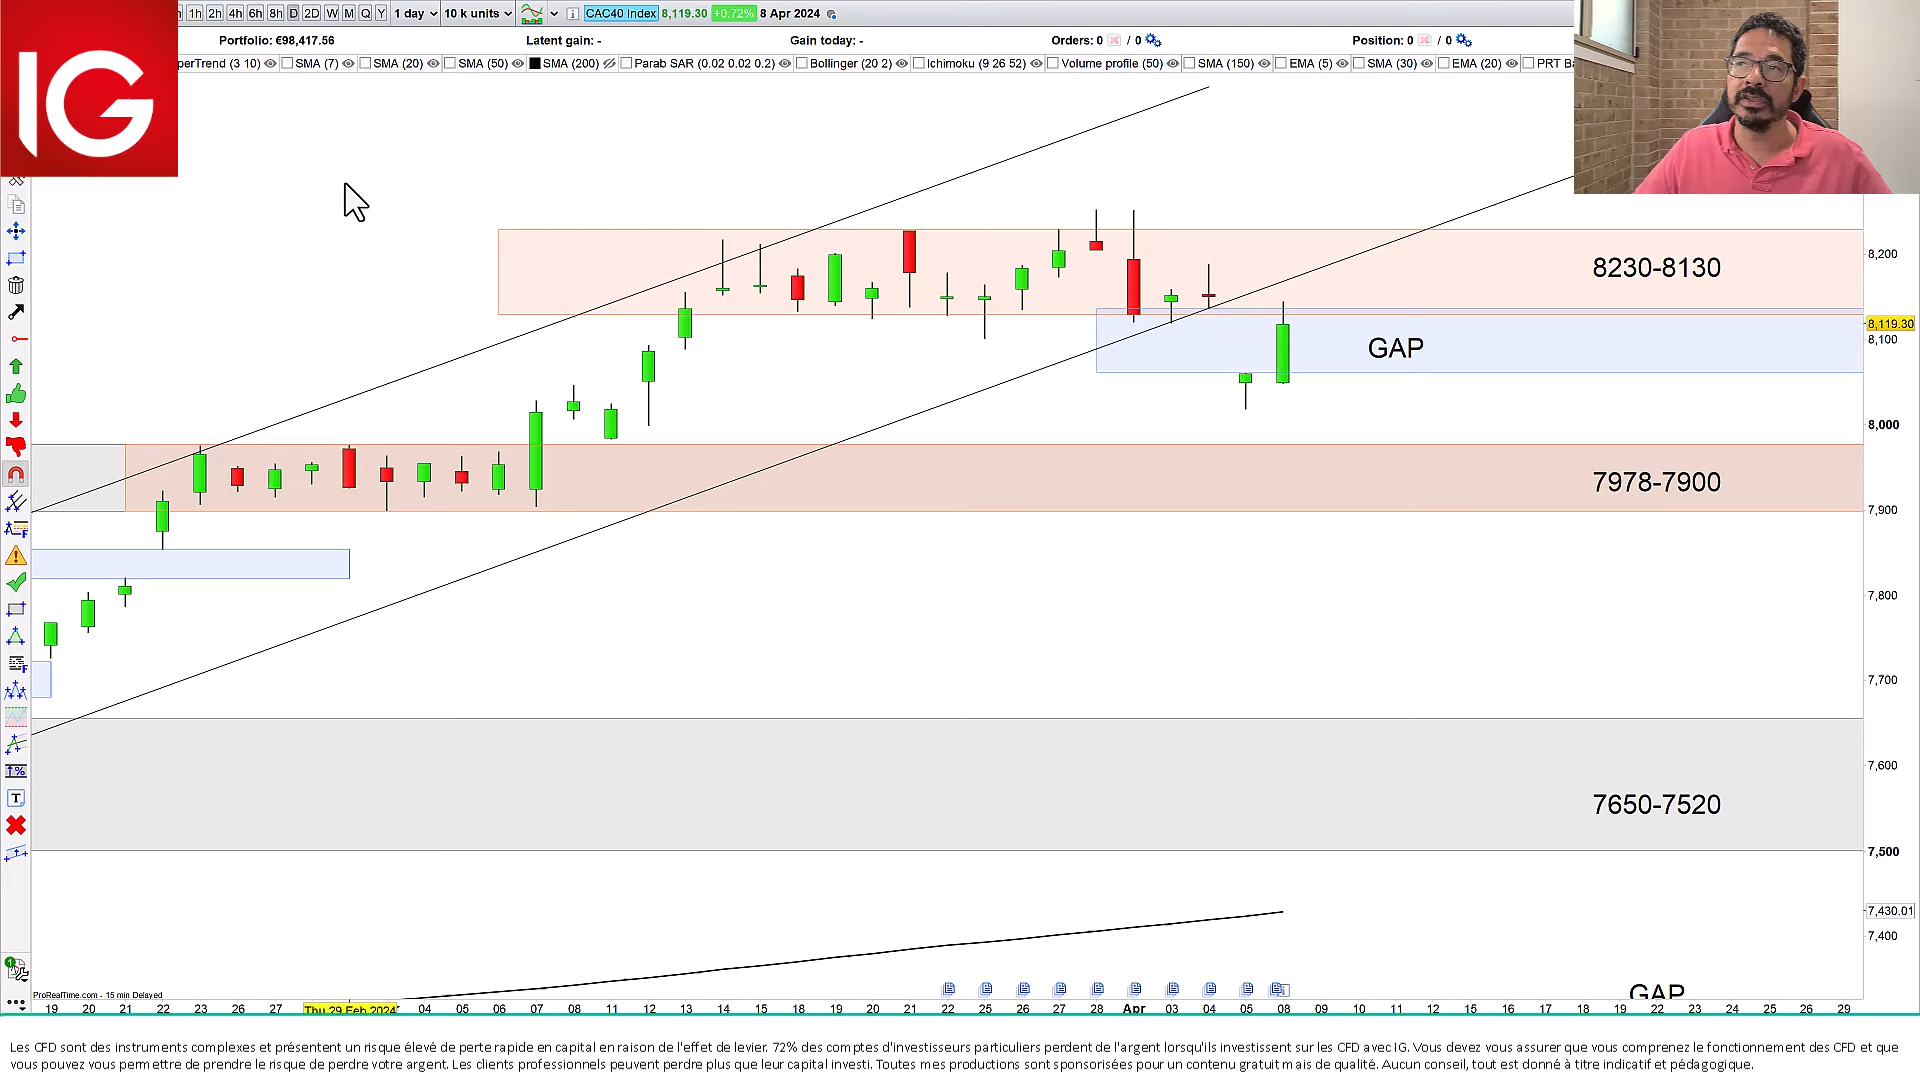 1h 2h 4h 6h 8h D 2D W M Q Y 1 day 10 k units CAC40 Index 8,119.30 +0.72% 8 Apr 2024
Portfolio: €98,417.56 Latent gain: - Gain today: - Orders: 0 / 0 Position: 0 / 0
perTrend (3 10) SMA (7) SMA (20) SMA (50) SMA (200) Parab SAR (0.02 0.02 0.2) Bollinger (20 2) Ichimoku (9 26 52) Volume profile (50) SMA (150) EMA (5) SMA (30) EMA (20) PRT Ba
IG
8,200
8230-8130
8,119.30
8,100
GAP
8,000
7978-7900
7,900
7,800
7,700
7,600
7650-7520
7,500
7,430.01
7,400
GAP
ProRealTime.com - 15 min Delayed
19 20 21 22 23 26 27 Thu 29 Feb 2024 04 05 06 07 08 11 12 13 14 15 18 19 20 21 22 25 26 27 28 Apr 03 04 05 08 09 10 11 12 15 16 17 18 19 22 23 24 25 26 29
Les CFD sont des instruments complexes et présentent un risque élevé de perte rapide en capital en raison de l'effet de levier. 72% des comptes d'investisseurs particuliers perdent de l'argent lorsqu'ils investissent sur les CFD avec IG. Vous devez vous assurer que vous comprenez le fonctionnement des CFD et que
vous pouvez vous permettre de prendre le risque de perdre votre argent. Les clients professionnels peuvent perdre plus que leur capital investi. Toutes mes productions sont sponsorisées pour un contenu gratuit mais de qualité. Aucun conseil, tout est donné à titre indicatif et pédagogique.